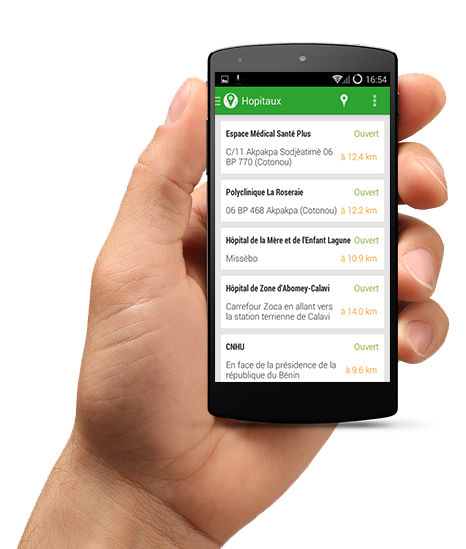 16:54
Hopitaux
Espace Médical Santé Plus Ouvert
C/11 Akpakpa Sodjèatimè 06
BP 770 (Cotonou) à 12.4 km
Polyclinique La Roseraie Ouvert
06 BP 468 Akpakpa (Cotonou) à 12.2 km
Hôpital de la Mère et de l'Enfant Lagune Ouvert
Missèbo à 10.9 km
Hôpital de Zone d'Abomey-Calavi Ouvert
Carrefour Zoca en allant vers
la station terrienne de Calavi à 14.0 km
CNHU Ouvert
En face de la présidence de la
république du Bénin à 9.6 km